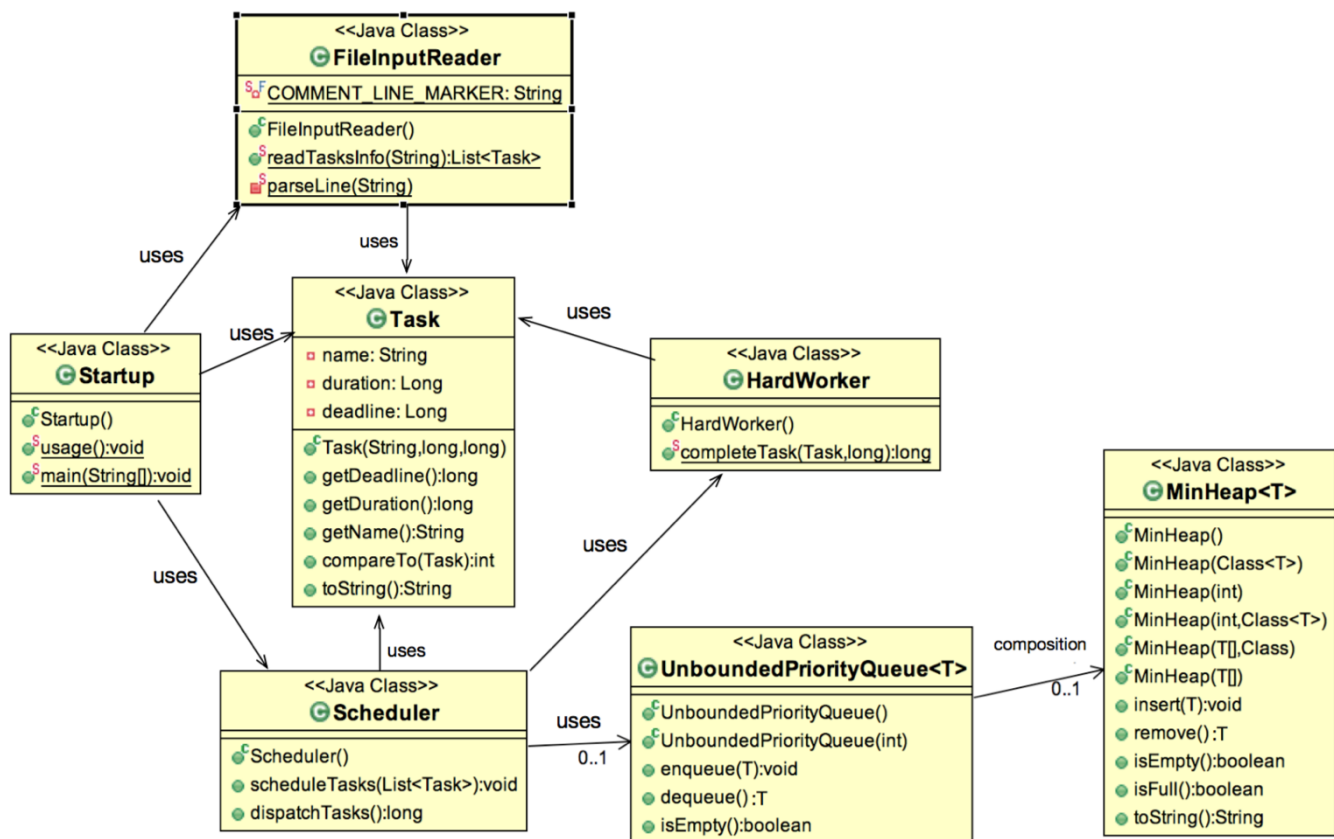 <<Java Class>>
FileInputReader
COMMENT_LINE_MARKER: String
FileInputReader()
readTasksInfo(String):List<Task>
parseLine(String)
uses
uses
<<Java Class>>
Task
name: String
duration: Long
deadline: Long
Task(String,long,long)
getDeadline():long
getDuration():long
getName():String
compareTo(Task):int
toString():String
uses
uses
<<Java Class>>
Startup
Startup()
usage():void
main(String[]):void
<<Java Class>>
HardWorker
HardWorker()
completeTask(Task,long):long
uses
uses
uses
<<Java Class>>
Scheduler
Scheduler()
scheduleTasks(List<Task>):void
dispatchTasks():long
uses
0..1
<<Java Class>>
UnboundedPriorityQueue<T>
UnboundedPriorityQueue()
UnboundedPriorityQueue(int)
enqueue(T):void
dequeue() :T
isEmpty():boolean
composition
0..1
<<Java Class>>
MinHeap<T>
MinHeap()
MinHeap(Class<T>)
MinHeap(int)
MinHeap(int,Class<T>)
MinHeap(T[],Class)
MinHeap(T[])
insert(T):void
remove() :T
isEmpty():boolean
isFull():boolean
toString():String